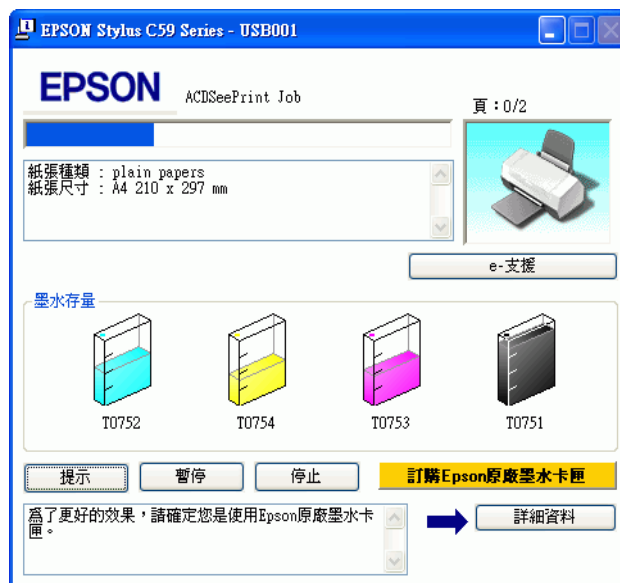 EPSON Stylus C59 Series - USB001
EPSON
ACDSeePrint Job
頁：0/2
紙張種類 : plain papers
紙張尺寸 : A4 210 x 297 mm
e-支援
墨水存量
T0752
T0754
T0753
T0751
提示
暫停
停止
訂購Epson原廠墨水卡匣
為了更好的效果，請確定您是使用Epson原廠墨水卡
匣。
詳細資料